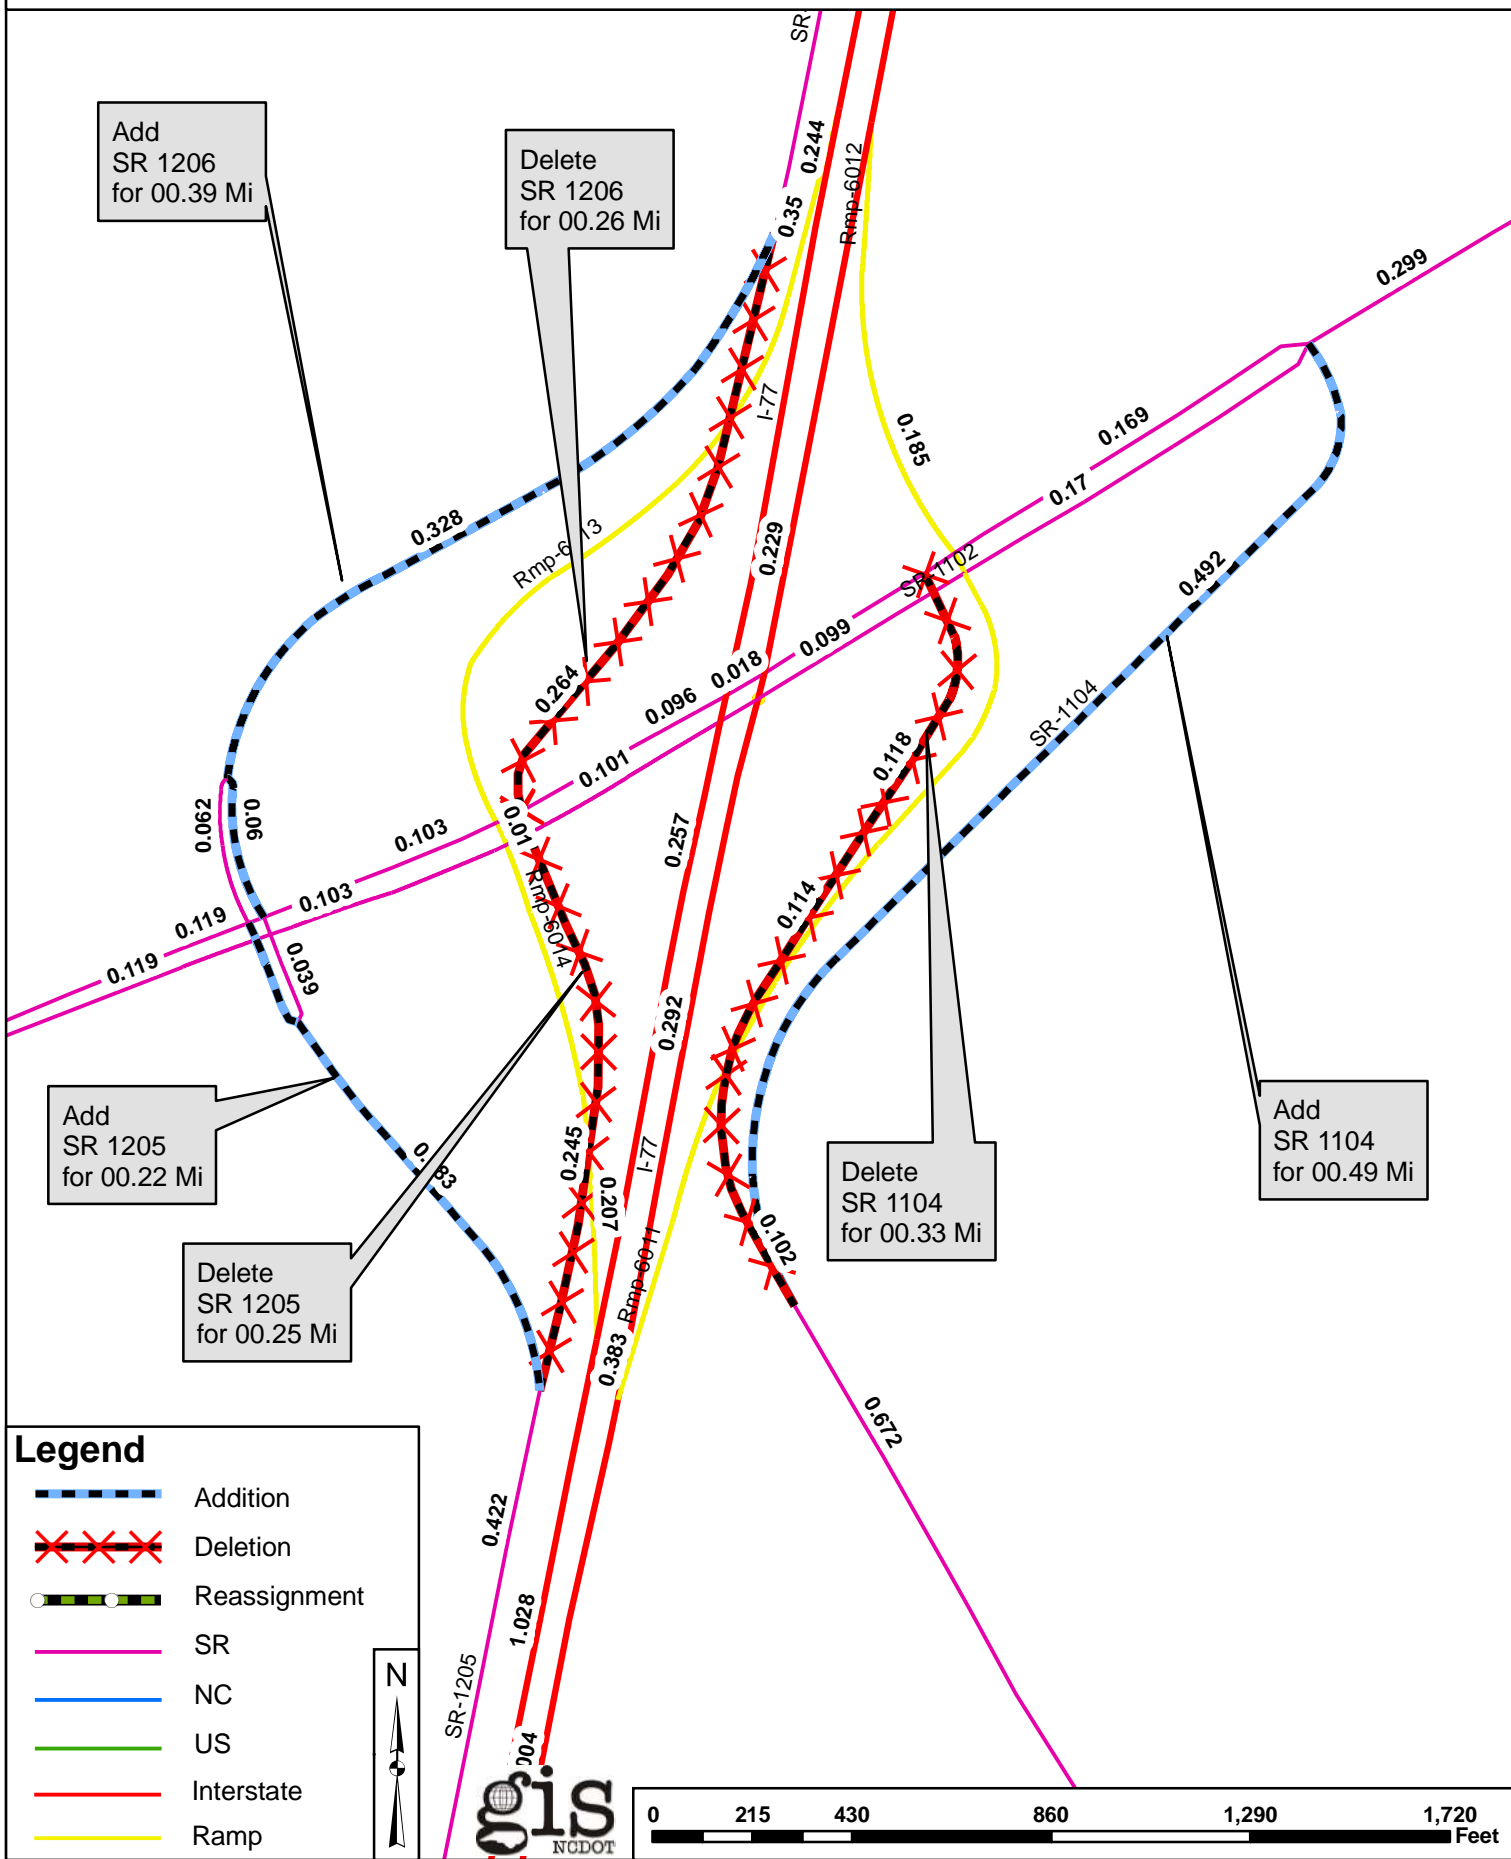 SR-
Add
SR 1206
for 00.39 Mi
Delete
SR 1206
for 00.26 Mi
0.244
Rmp-6012
0.35
0.299
I-77
0.169
0.185
0.17
0.328
Rmp-6
13
0.229
SR-1102
0.492
0.264
0.018
0.099
0.096
SR-1104
0.118
0.101
0.062
0.06
0.01
0.103
0.257
0.103
Rmp-6014
0.114
0.119
0.119
0.039
0.292
Add
SR 1205
for 00.22 Mi
Add
SR 1104
for 00.49 Mi
0.245
I-77
Delete
SR 1104
for 00.33 Mi
0.207
0.102
Rmp-6011
Delete
SR 1205
for 00.25 Mi
0.383
0.672
Legend
Addition
Deletion
Reassignment
SR
NC
US
Interstate
Ramp
N
0.422
1.028
SR-1205
004
gis
NCDOT
0 215 430 860 1,290 1,720
Feet